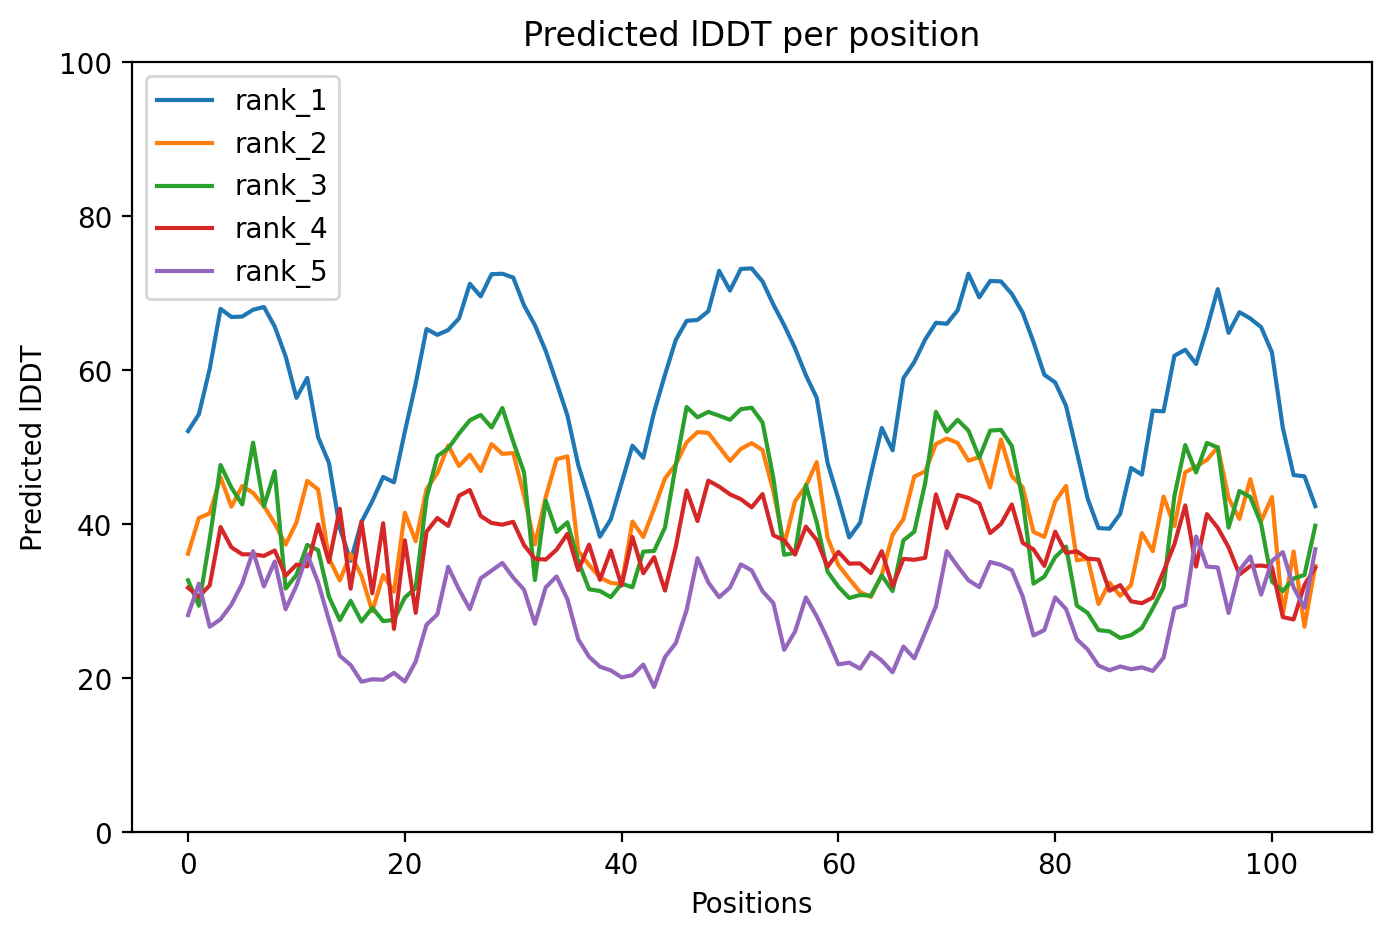 Predicted lDDT per position
100
80
60
40
20
0
Predicted lDDT
rank_1
rank_2
rank_3
rank_4
rank_5
0 20 40 60 80 100
Positions